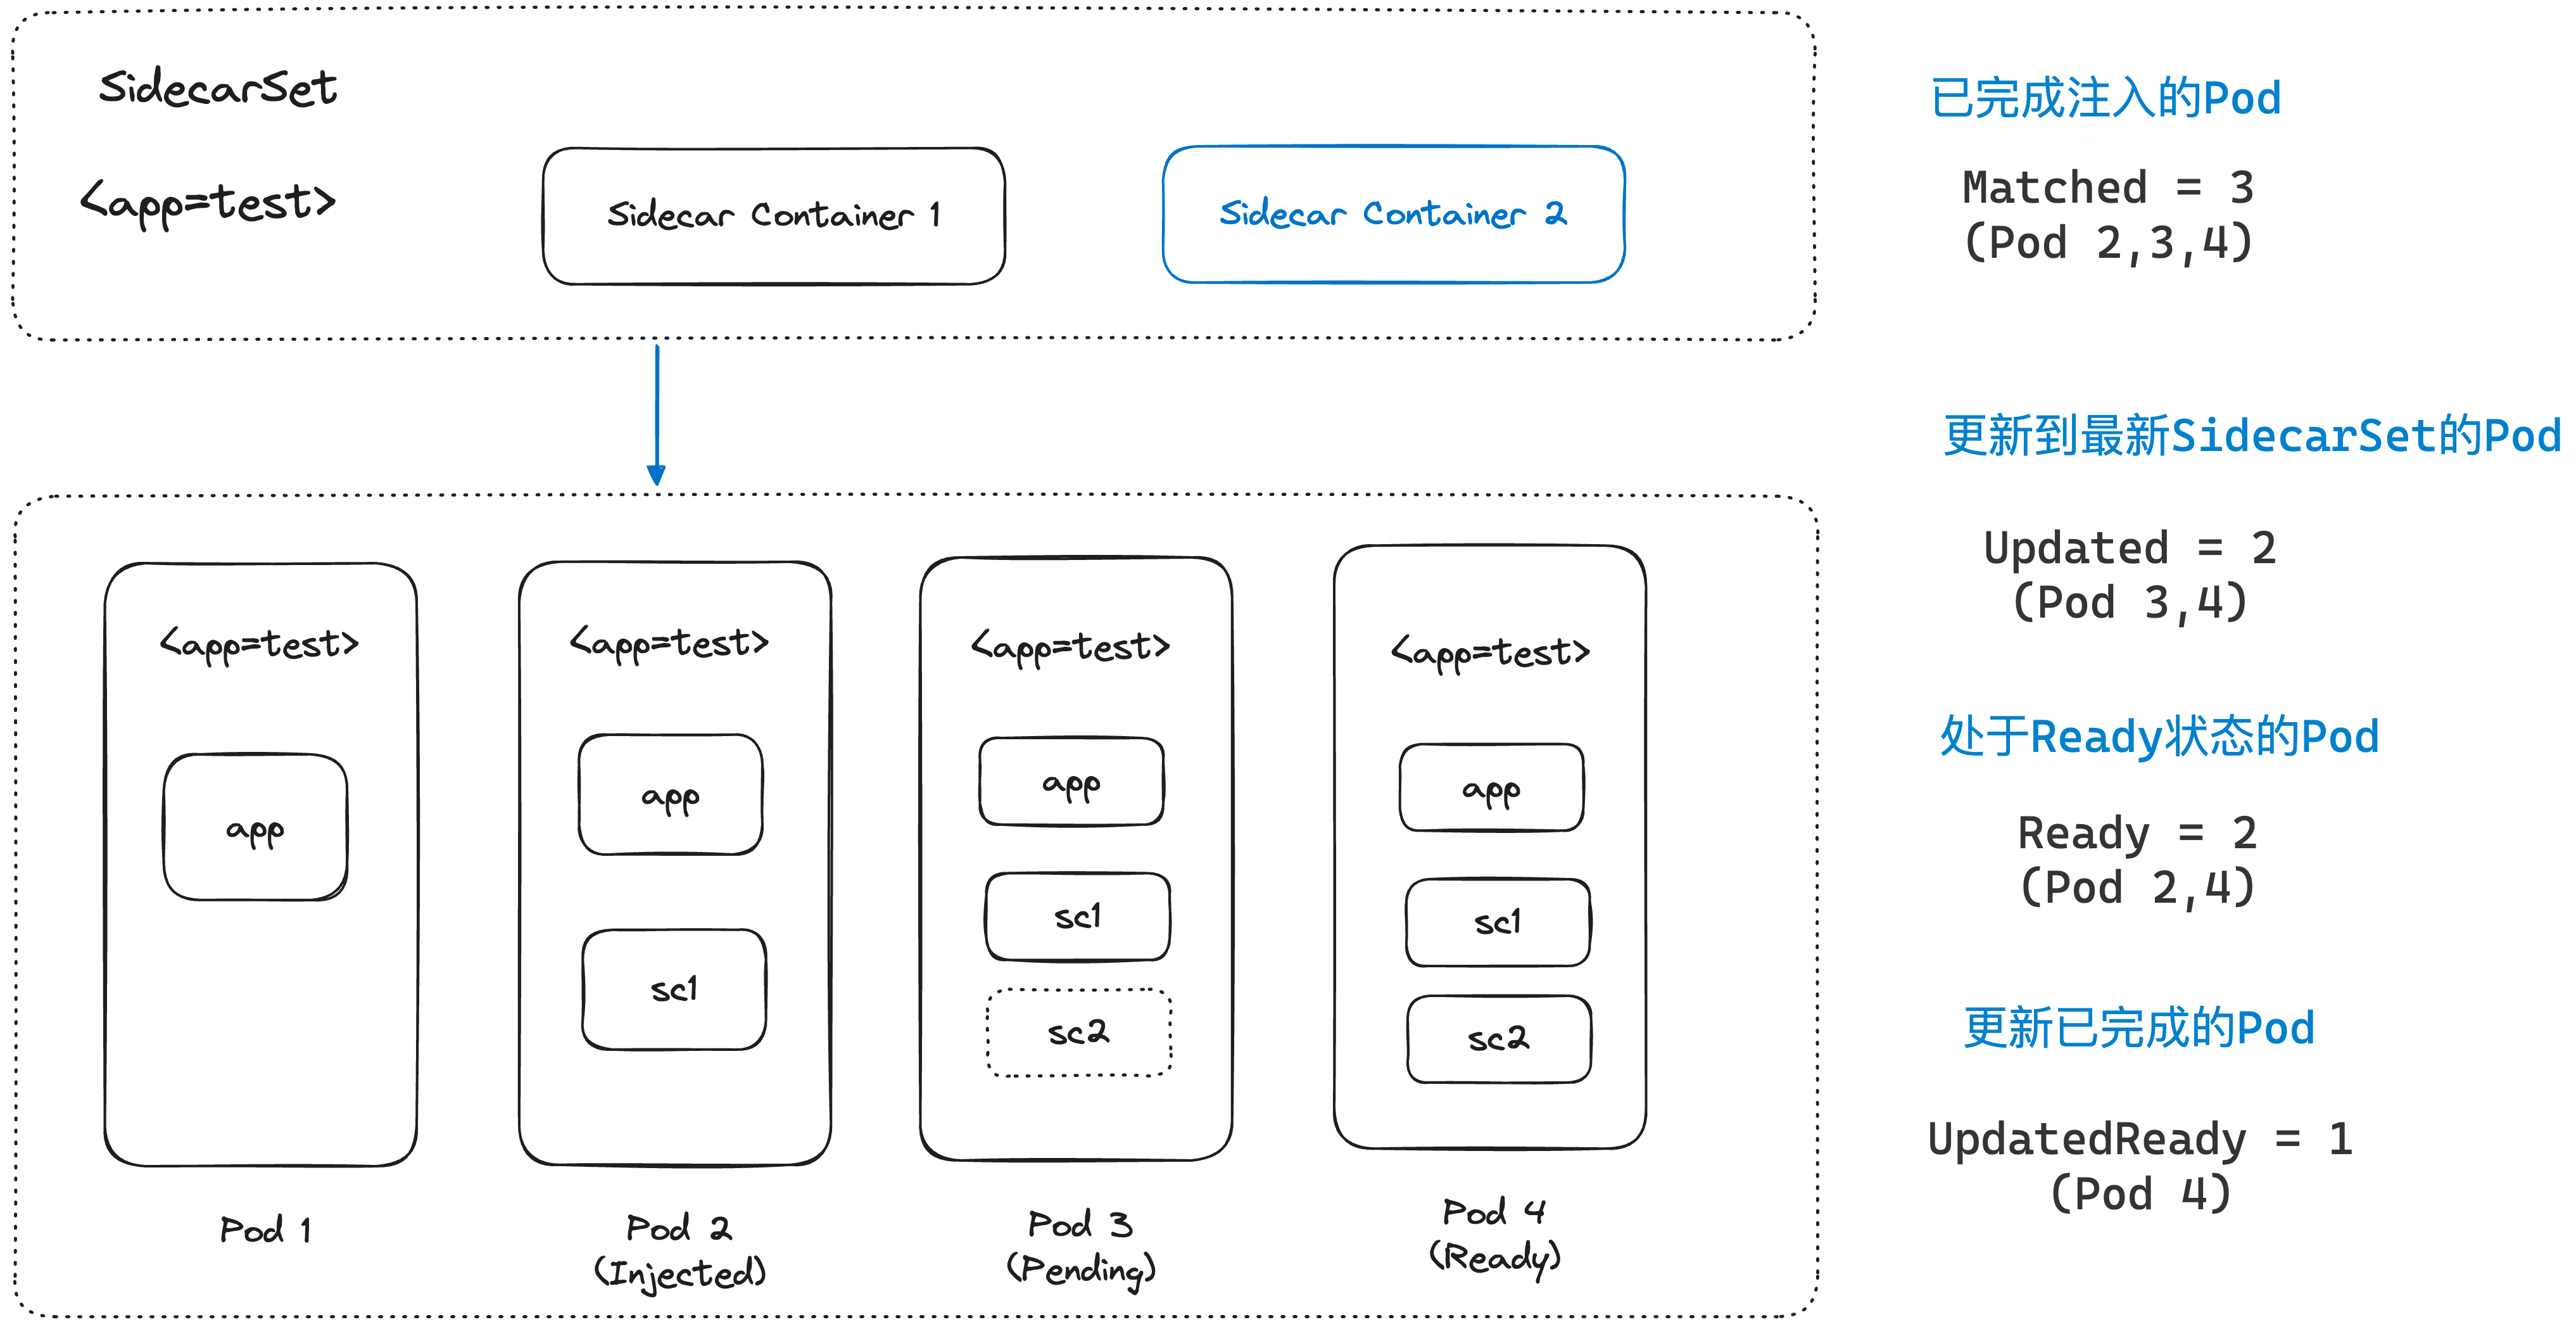 SidecarSet
<app=test>
Sidecar Container 1
Sidecar Container 2
已完成注入的Pod
Matched = 3
(Pod 2,3,4)
更新到最新SidecarSet的Pod
Updated = 2
(Pod 3,4)
处于Ready状态的Pod
Ready = 2
(Pod 2,4)
更新已完成的Pod
UpdatedReady = 1
(Pod 4)
<app=test>
app
Pod 1
<app=test>
app
sc1
Pod 2
(Injected)
<app=test>
app
sc1
sc2
Pod 3
(Pending)
<app=test>
app
sc1
sc2
Pod 4
(Ready)